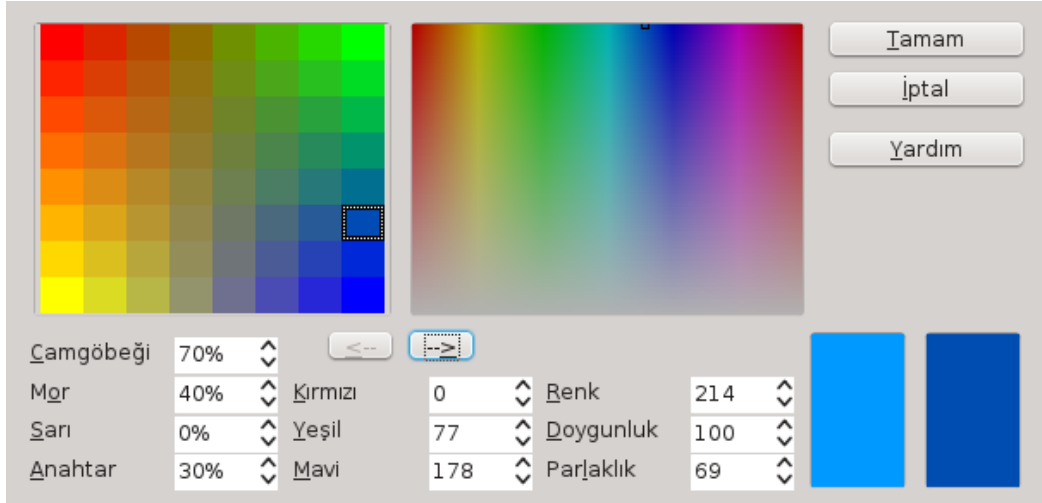 Tamam
İptal
Yardım
<-- -->
Camgöbeği 70%
Mor 40% Kırmızı 0 Renk 214
Sarı 0% Yeşil 77 Doygunluk 100
Anahtar 30% Mavi 178 Parlaklık 69